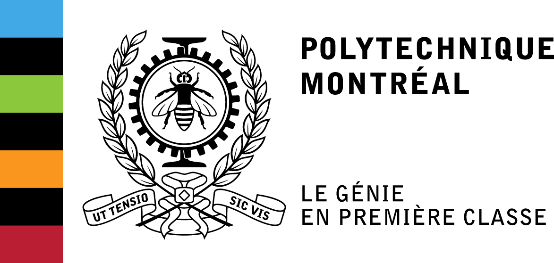 POLYTECHNIQUE
MONTRÉAL
UT TENSIO
SIC VIS
LE GÉNIE
EN PREMIÈRE CLASSE